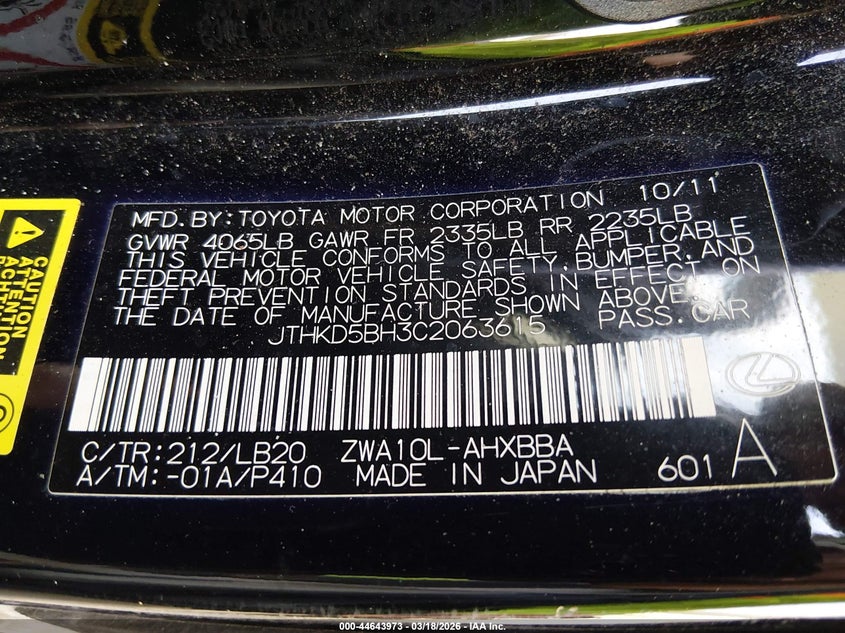 MFD.BY:TOYOTA MOTOR CORPORATION 10/11
GVWR 4065LB GAWR FR 2335LB RR 2235LB
THIS VEHICLE CONFORMS TO ALL APPLICABLE
FEDERAL MOTOR VEHICLE SAFETY,BUMPER,AND
THEFT PREVENTION STANDARDS IN EFFECT ON
THE DATE OF MANUFACTURE SHOWN ABOVE.
JTHKD5BH3C2063615 PASS.CAR
C/TR:212/LB20 ZWA10L-AHXBBA
A/TM:-01A/P410 MADE IN JAPAN 601 A
CAUTION
ATTENTION
000-44643973 - 03/18/2026 - IAA Inc.